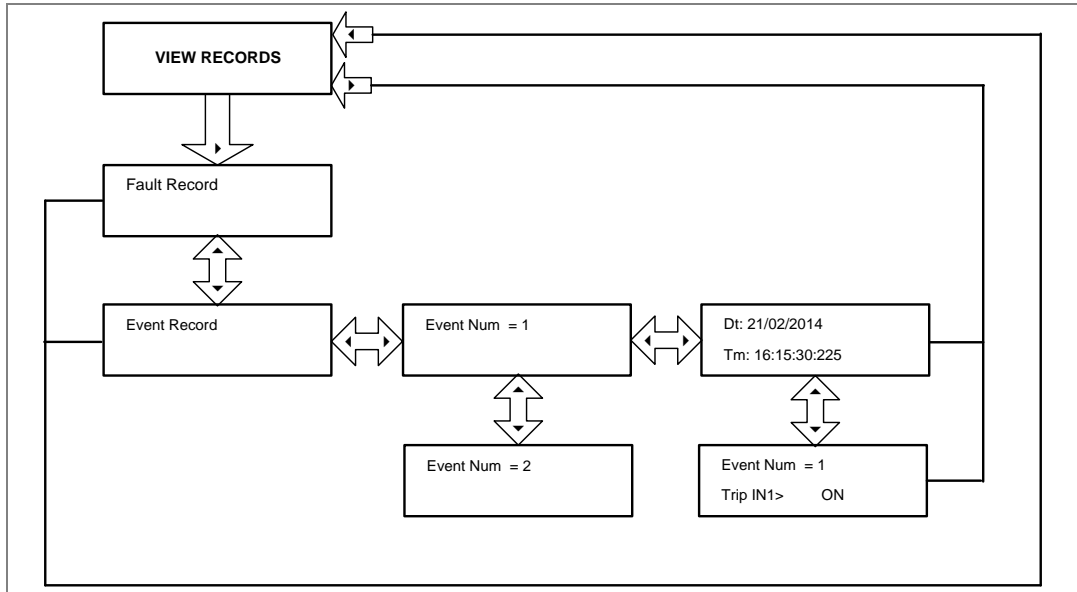 VIEW RECORDS
Fault Record
Event Record
Event Num = 1
Dt: 21/02/2014
Tm: 16:15:30:225
Event Num = 2
Event Num = 1
Trip IN1> ON